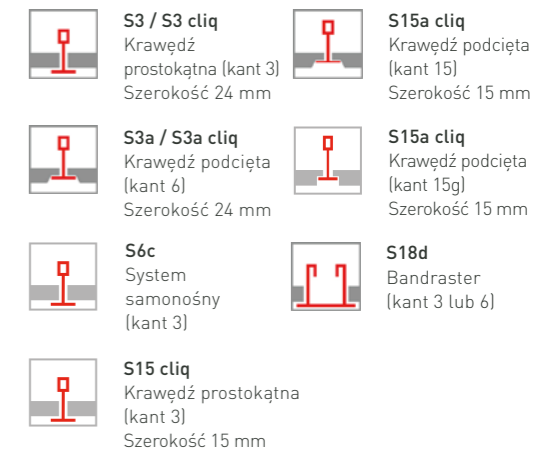 S3 / S3 cliq
Krawędź
prostokątna (kant 3)
Szerokość 24 mm
S3a / S3a cliq
Krawędź podcięta
(kant 6)
Szerokość 24 mm
S6c
System
samonośny
(kant 3)
S15 cliq
Krawędź prostokątna
(kant 3)
Szerokość 15 mm
S15a cliq
Krawędź podcięta
(kant 15)
Szerokość 15 mm
S15a cliq
Krawędź podcięta
(kant 15g)
Szerokość 15 mm
S18d
Bandraster
(kant 3 lub 6)